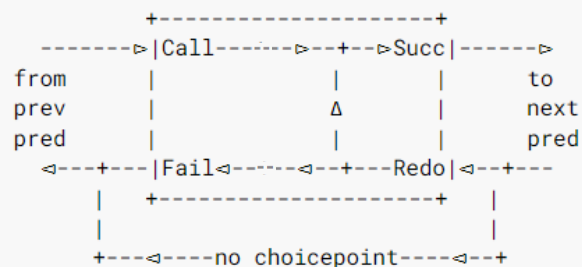 Call Succ
from to
prev Δ next
pred pred
Fail Redo
no choicepoint